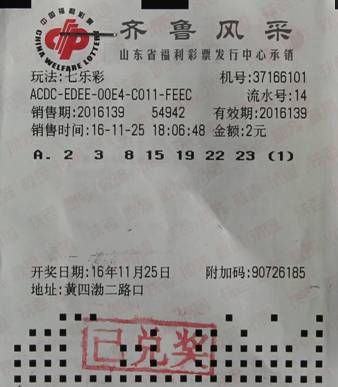 中国福利彩票
CHINA WELFARE LOTTERY
齐鲁风采
山东省福利彩票发行中心承销
玩法:七乐彩 机号:37166101
ACDC-EDEE-00E4-C011-FEEC 流水号:14
销售期:2016139 54942 有效期:2016139
销售时间:16-11-25 18:06:48 金额:2元
A. 2 3 8 15 19 22 23 (1)
开奖日期:16年11月25日 附加码:90726185
地址:黄四渤二路口
已兑奖